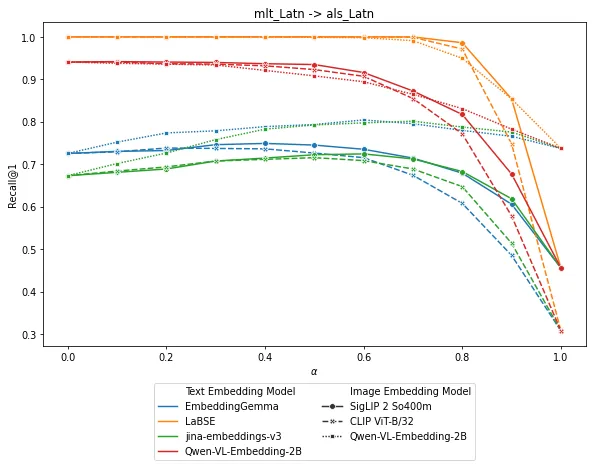 mlt_Latn -> als_Latn
Recall@1
1.0
0.9
0.8
0.7
0.6
0.5
0.4
0.3
0.0 0.2 0.4 0.6 0.8 1.0
α
Text Embedding Model
EmbeddingGemma
LaBSE
jina-embeddings-v3
Qwen-VL-Embedding-2B
Image Embedding Model
SigLIP 2 So400m
CLIP ViT-B/32
Qwen-VL-Embedding-2B